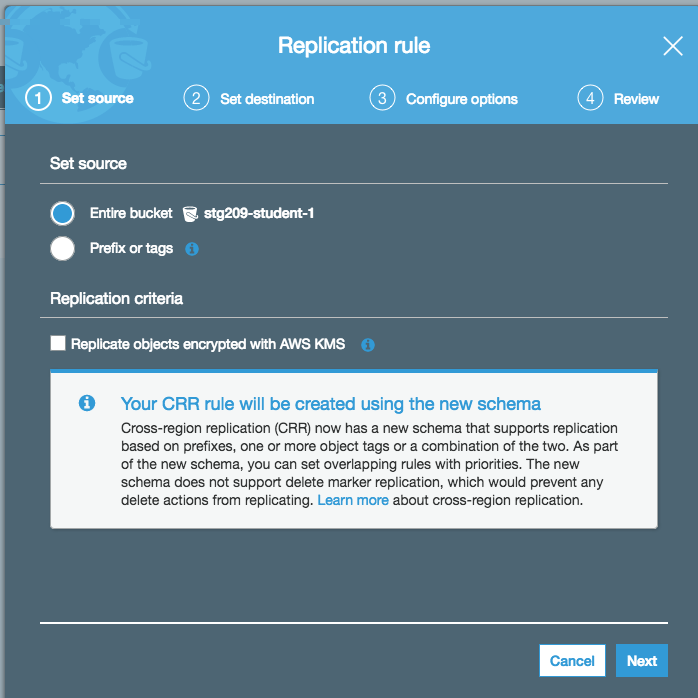 Replication rule
1 Set source 2 Set destination 3 Configure options 4 Review
Set source
Entire bucket stg209-student-1
Prefix or tags
Replication criteria
Replicate objects encrypted with AWS KMS
Your CRR rule will be created using the new schema
Cross-region replication (CRR) now has a new schema that supports replication
based on prefixes, one or more object tags or a combination of the two. As part
of the new schema, you can set overlapping rules with priorities. The new
schema does not support delete marker replication, which would prevent any
delete actions from replicating. Learn more about cross-region replication.
Cancel Next